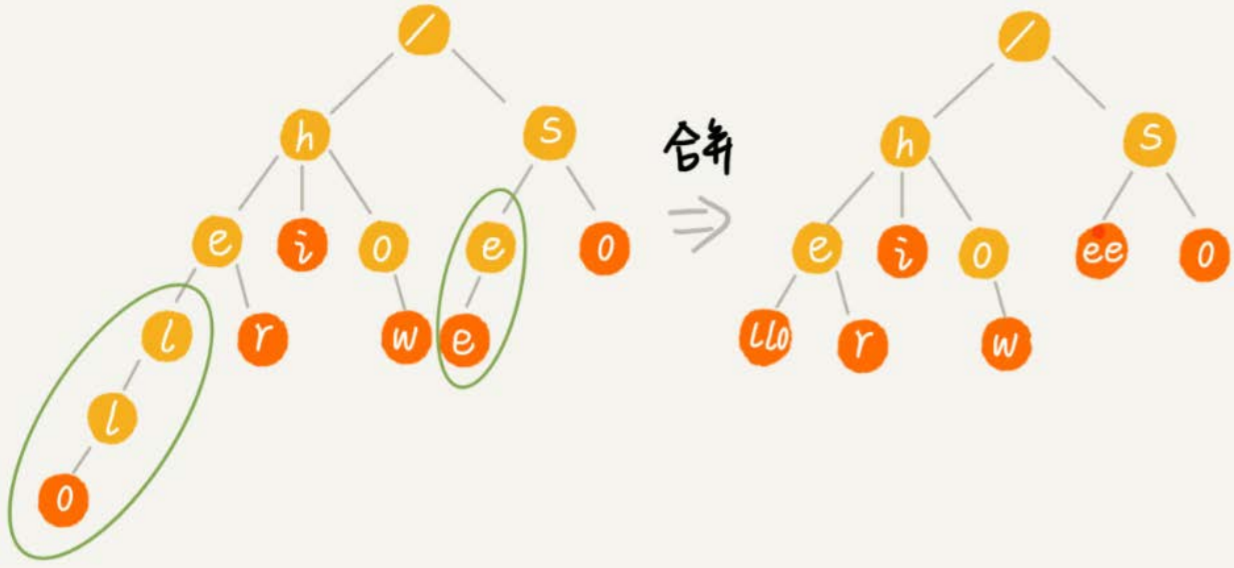 / /
h S h S
合并
e i o e O e i o ee O
l r w e LLO r w
l
O